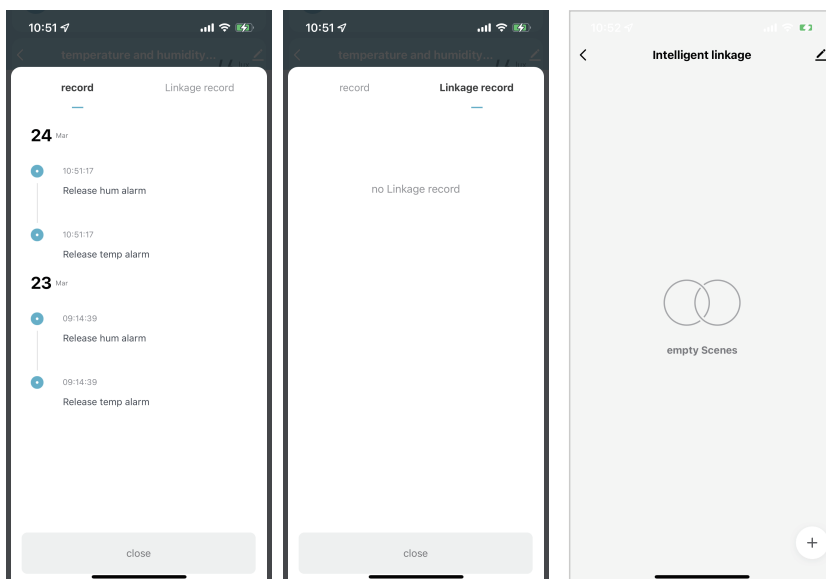 10:51
temperature and humidity...
record
Linkage record
24 Mar
10:51:17
Release hum alarm
10:51:17
Release temp alarm
23 Mar
09:14:39
Release hum alarm
09:14:39
Release temp alarm
close
10:51
temperature and humidity...
record
Linkage record
no Linkage record
close
10:52
Intelligent linkage
empty Scenes